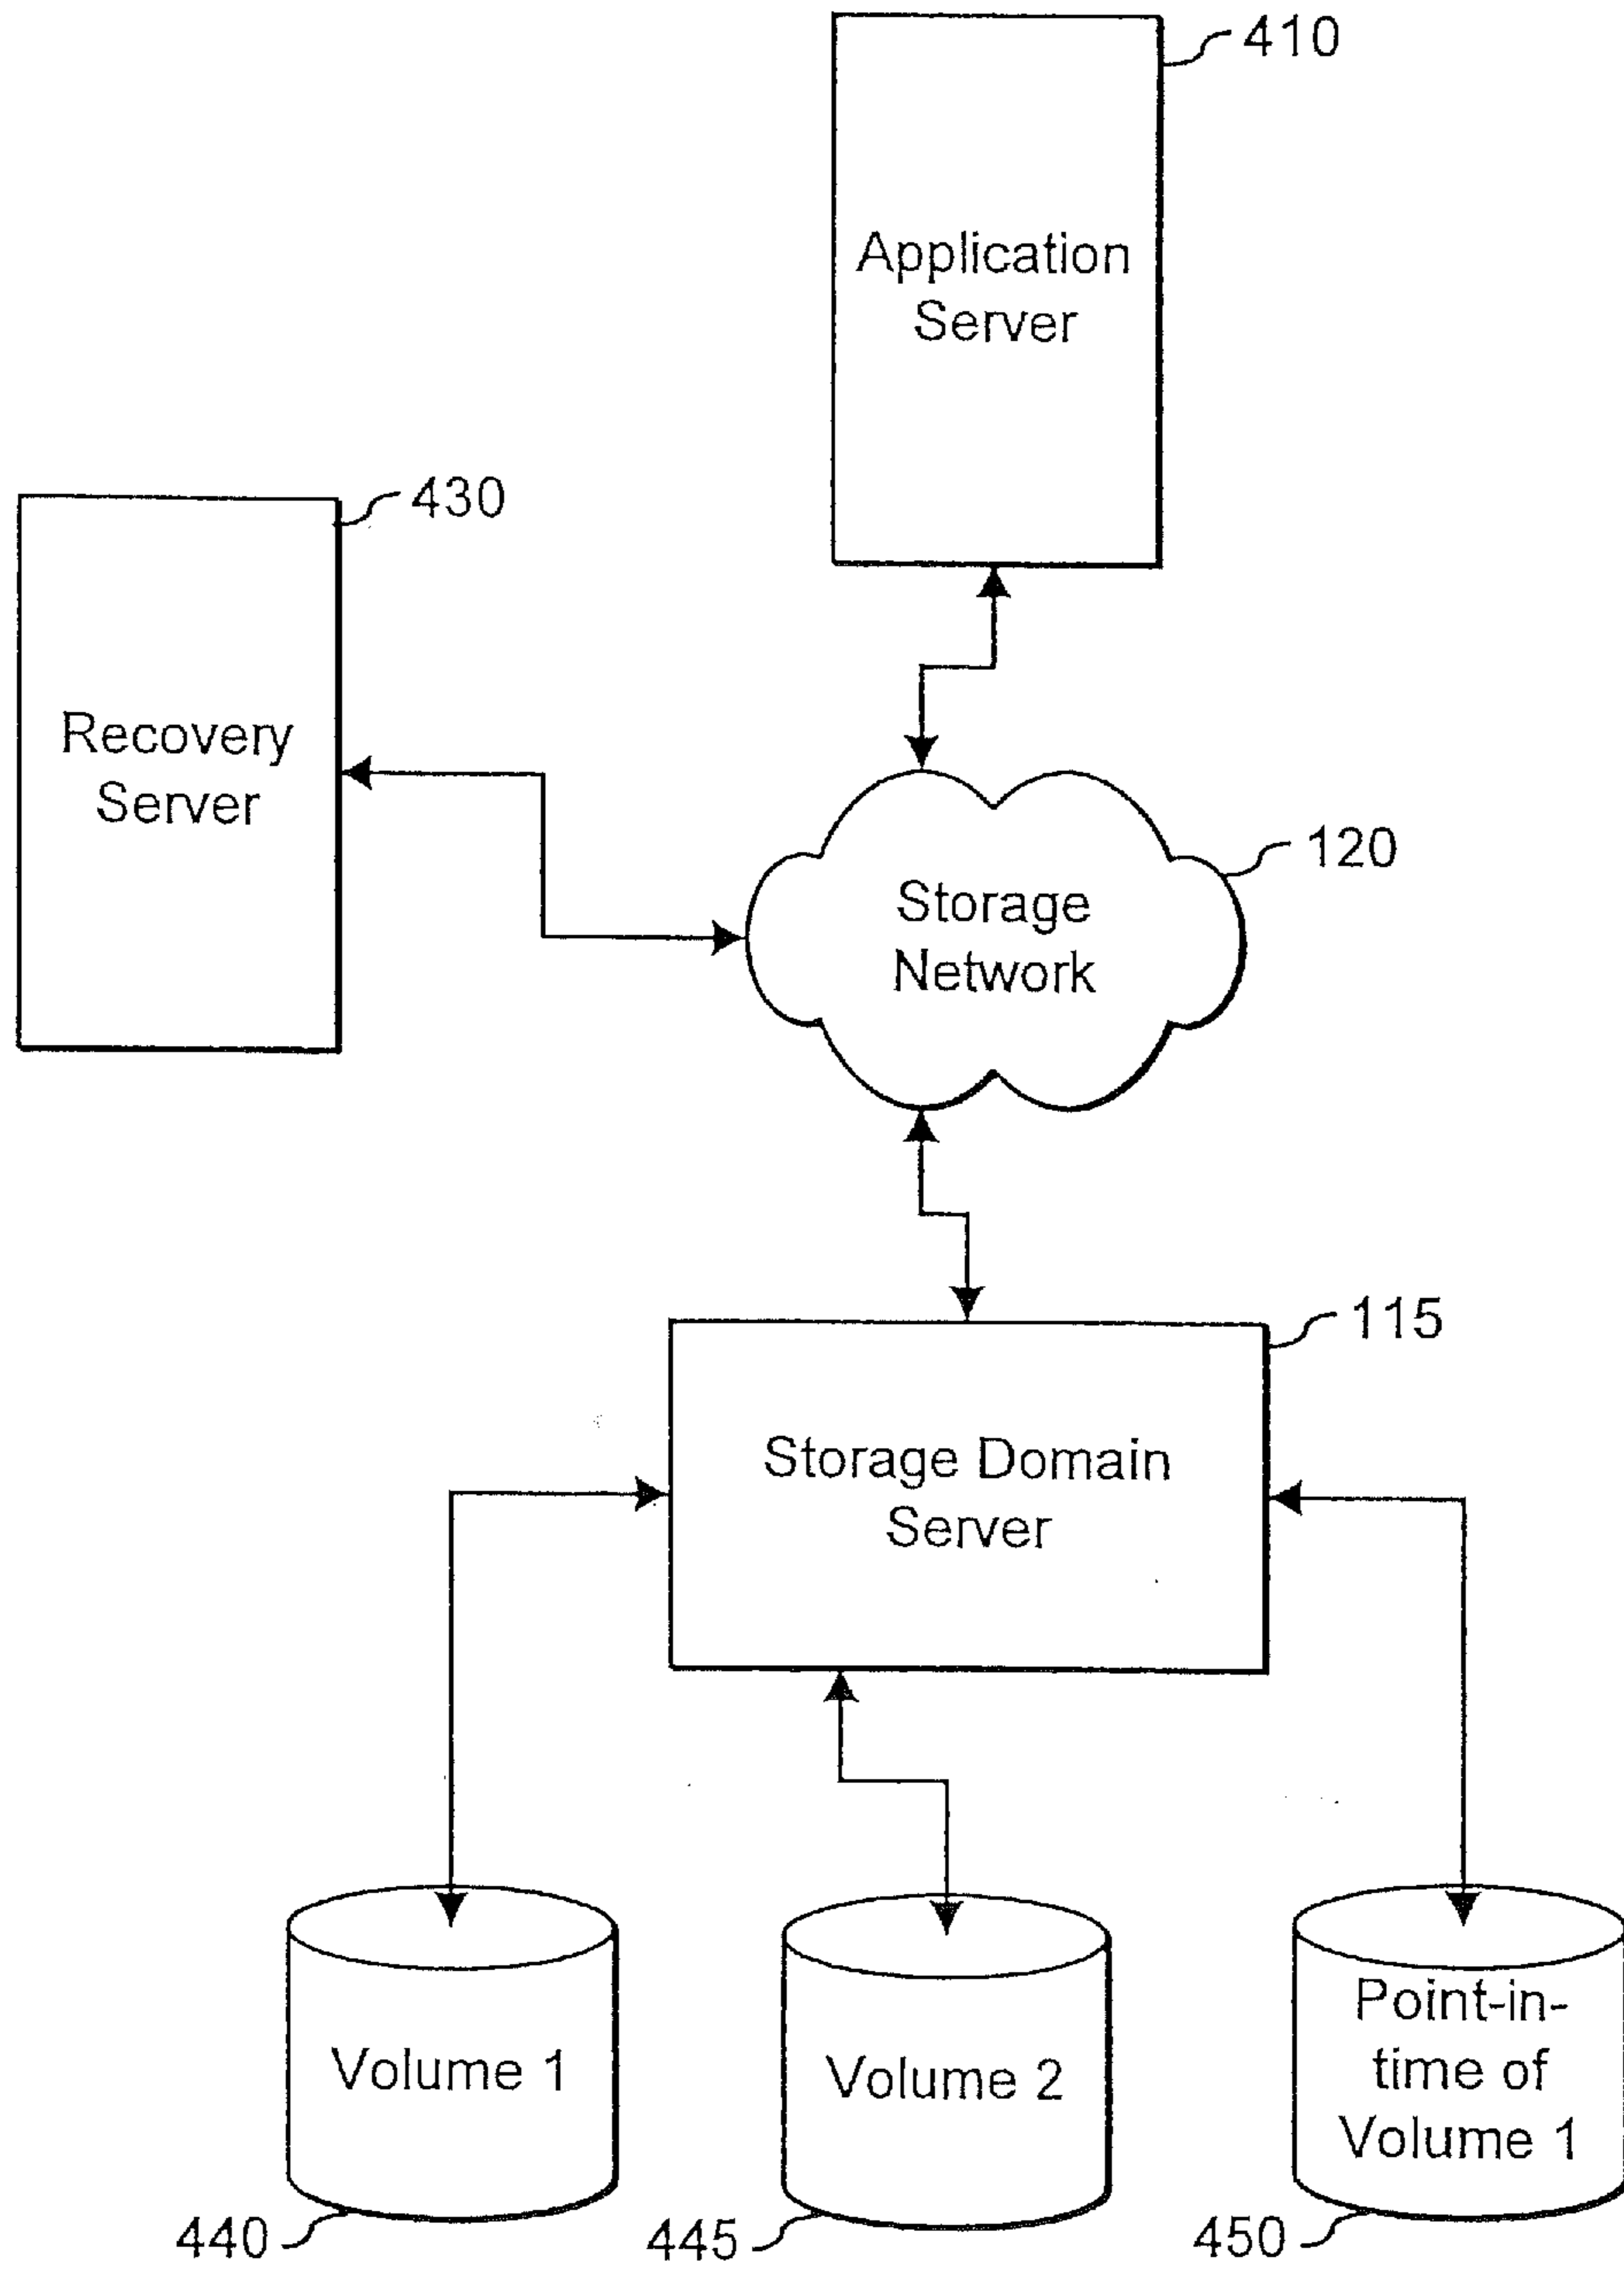 410
Application
Server
430
Recovery
Server
120
Storage
Network
115
Storage Domain
Server
Volume 1
Volume 2
Point-in-
time of
Volume 1
440
445
450